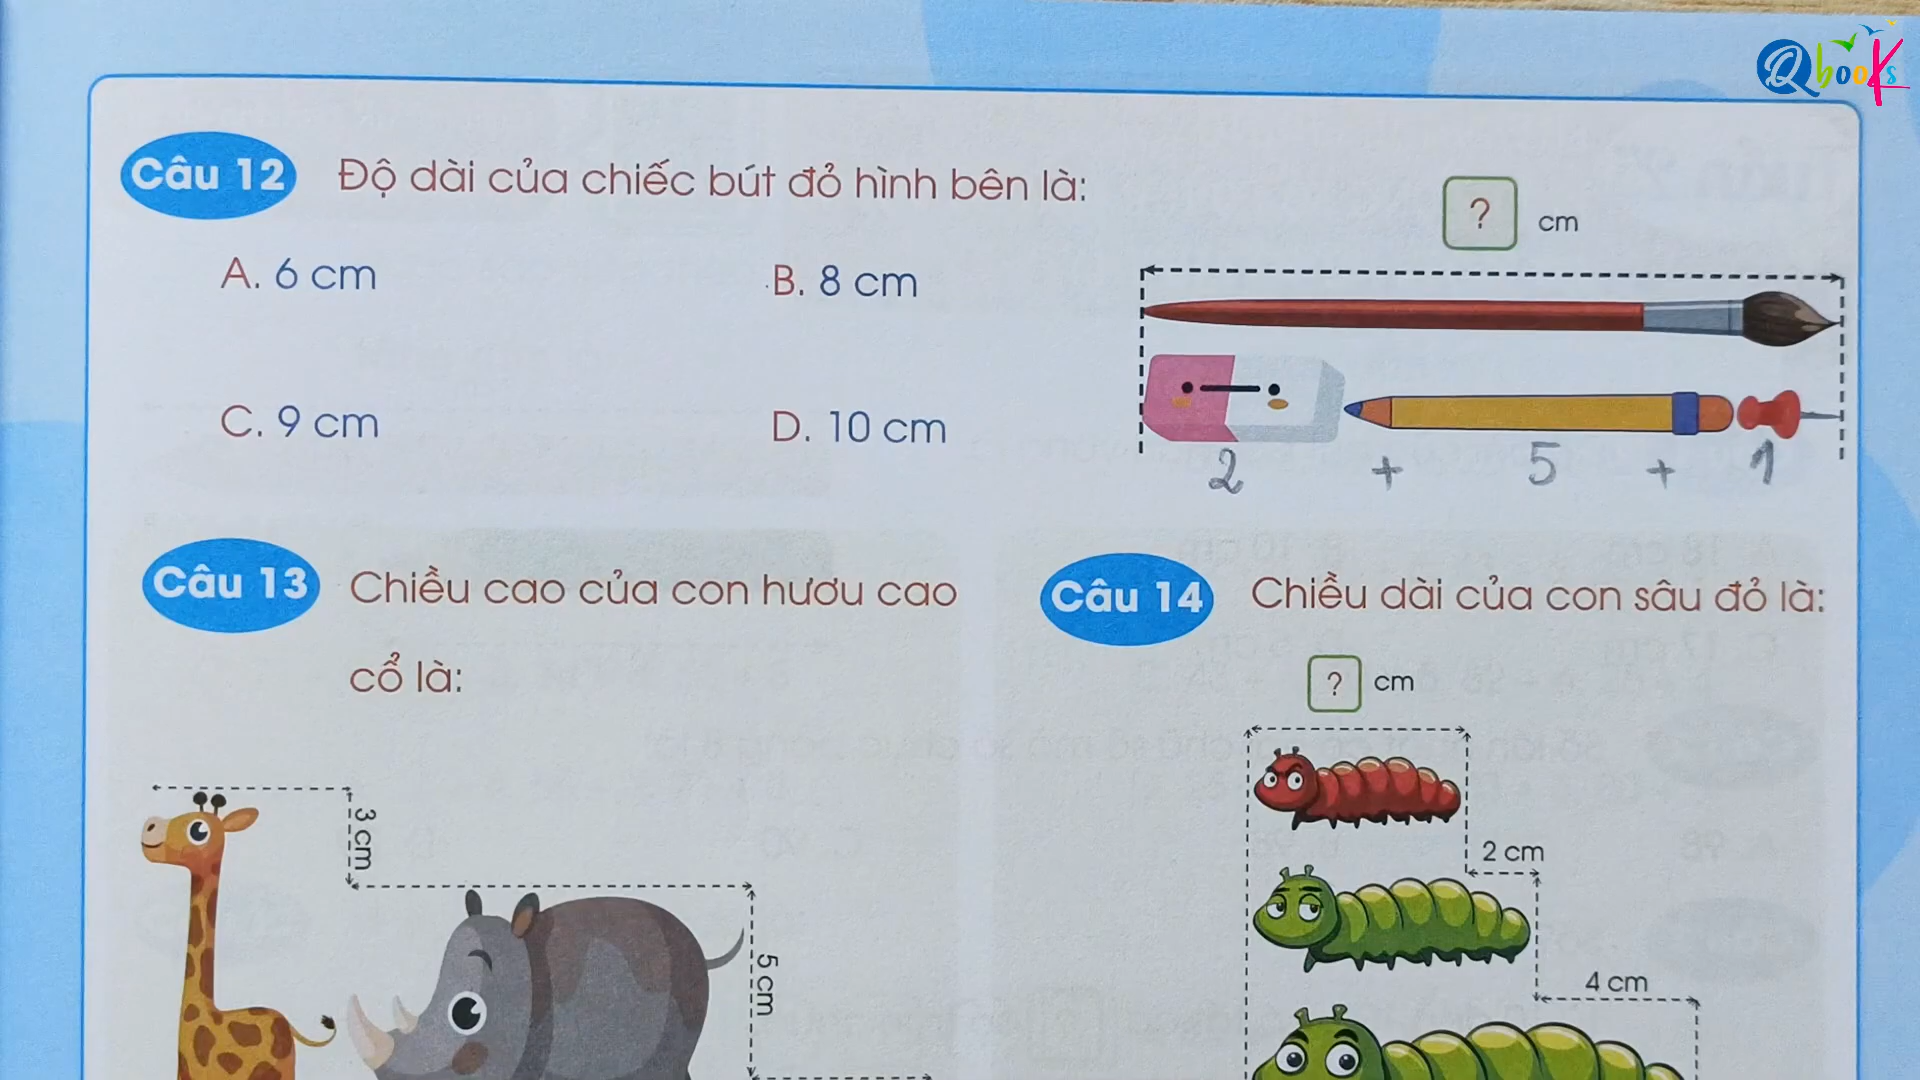 Qbooks
Câu 12 Độ dài của chiếc bút đỏ hình bên là:
? cm
A. 6 cm
B. 8 cm
C. 9 cm
D. 10 cm
2 + 5 + 1
Câu 13 Chiều cao của con hươu cao
cổ là:
3 cm
5 cm
Câu 14 Chiều dài của con sâu đỏ là:
? cm
2 cm
4 cm